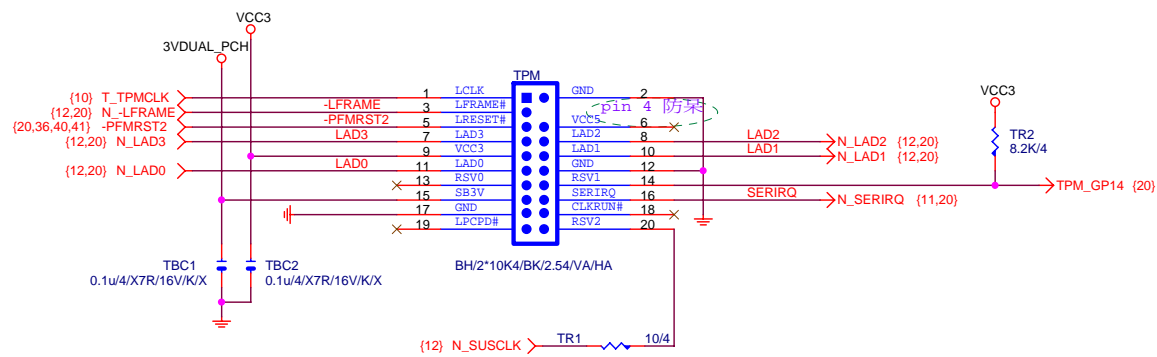 VCC3
3VDUAL_PCH
TPM
{10} T_TPMCLK 1 LCLK GND 2
{12,20} N_-LFRAME -LFRAME 3 LFRAME# pin 4 防呆
{20,36,40,41} -PFMRST2 -PFMRST2 5 LRESET# VCC5 6
{12,20} N_LAD3 LAD3 7 LAD3 LAD2 8 LAD2 N_LAD2 {12,20}
9 VCC3 LAD1 10 LAD1 N_LAD1 {12,20}
{12,20} N_LAD0 LAD0 11 LAD0 GND 12
13 RSV0 RSV1 14 TPM_GP14 {20}
15 SB3V SERIRQ 16 SERIRQ N_SERIRQ {11,20}
17 GND CLKRUN# 18
19 LPCPD# RSV2 20
VCC3
TR2
8.2K/4
BH/2*10K4/BK/2.54/VA/HA
TBC1
0.1u/4/X7R/16V/K/X
TBC2
0.1u/4/X7R/16V/K/X
{12} N_SUSCLK TR1 10/4